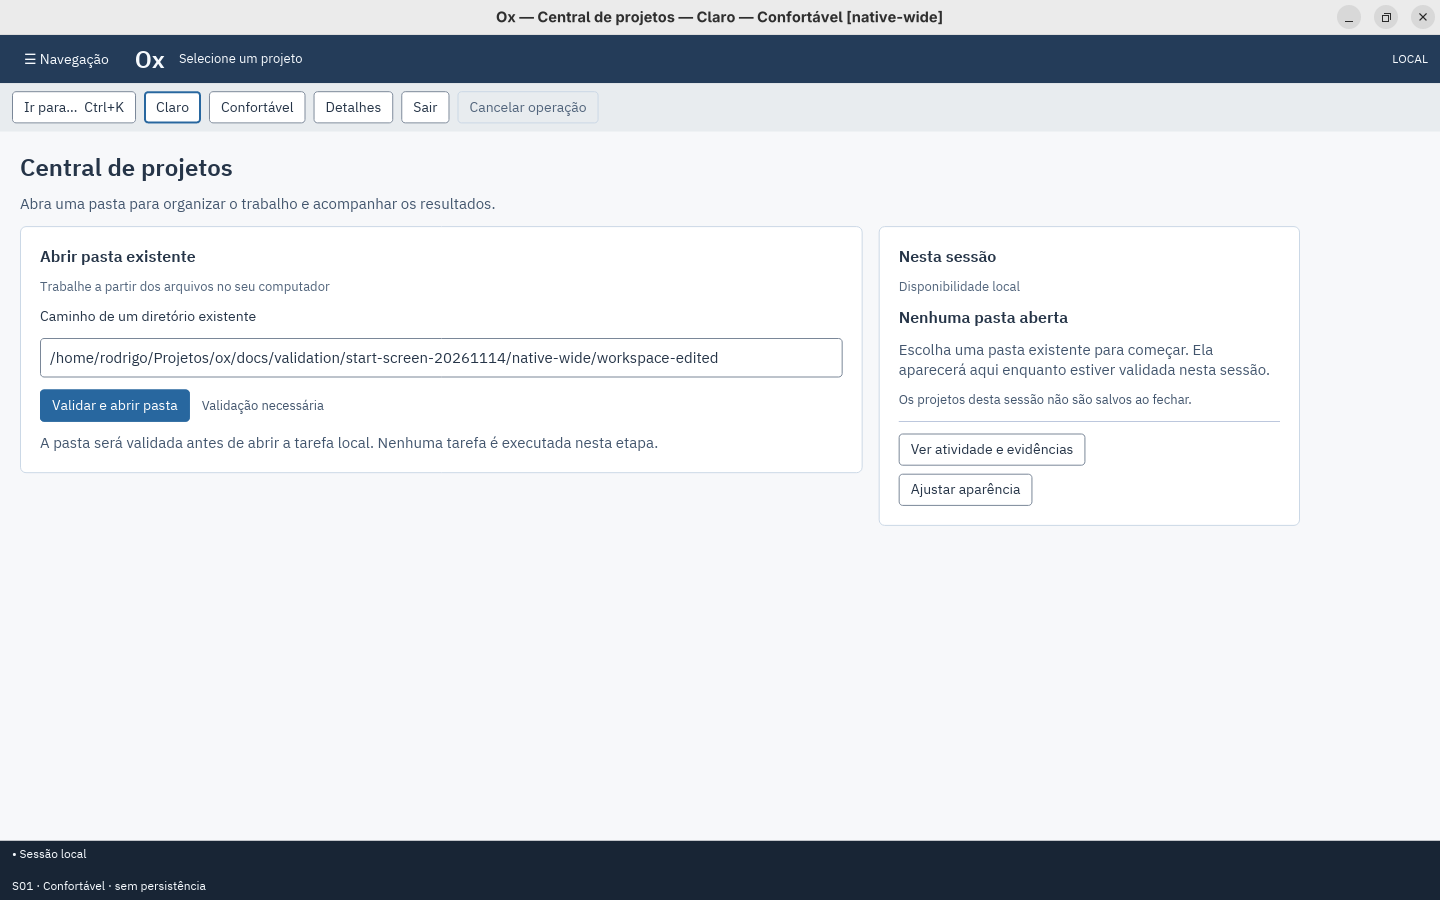 Ox — Central de projetos — Claro — Confortável [native-wide]
☰ Navegação
Ox
Selecione um projeto
LOCAL
Ir para... Ctrl+K
Claro
Confortável
Detalhes
Sair
Cancelar operação
Central de projetos
Abra uma pasta para organizar o trabalho e acompanhar os resultados.
Abrir pasta existente
Trabalhe a partir dos arquivos no seu computador
Caminho de um diretório existente
/home/rodrigo/Projetos/ox/docs/validation/start-screen-20261114/native-wide/workspace-edited
Validar e abrir pasta
Validação necessária
A pasta será validada antes de abrir a tarefa local. Nenhuma tarefa é executada nesta etapa.
Nesta sessão
Disponibilidade local
Nenhuma pasta aberta
Escolha uma pasta existente para começar. Ela
aparecerá aqui enquanto estiver validada nesta sessão.
Os projetos desta sessão não são salvos ao fechar.
Ver atividade e evidências
Ajustar aparência
• Sessão local
S01 · Confortável · sem persistência